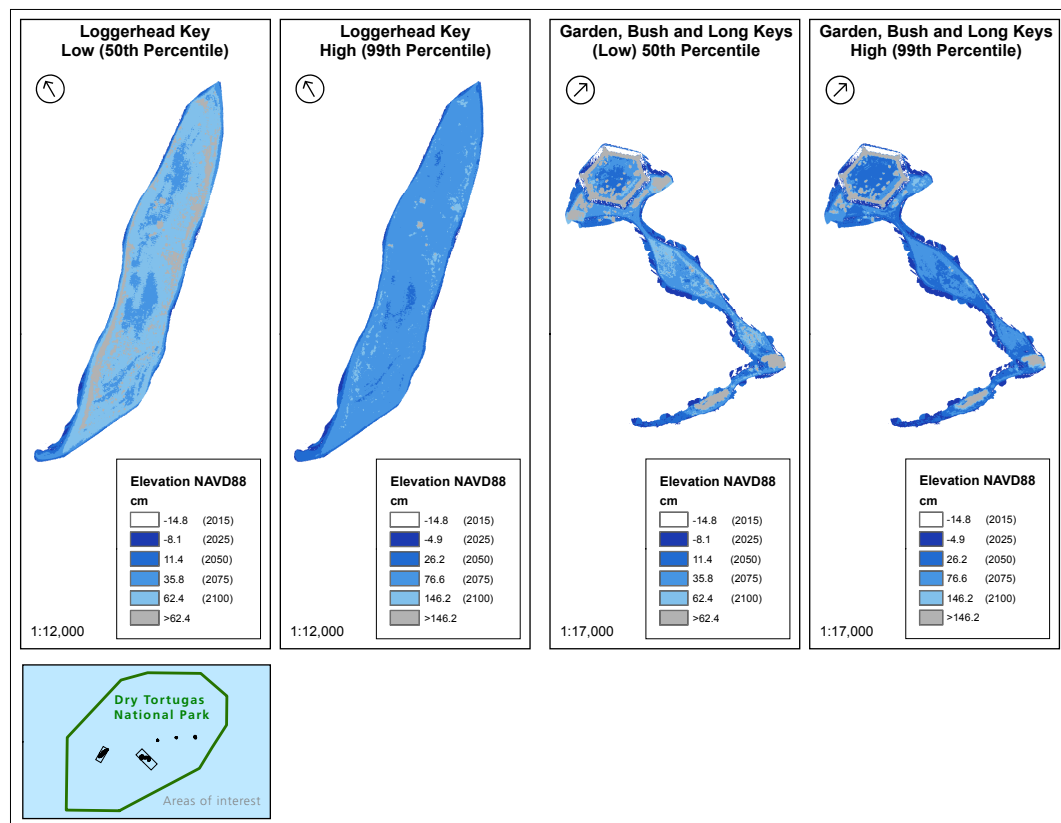 Loggerhead Key
Low (50th Percentile)
Elevation NAVD88
cm
-14.8 (2015)
-8.1 (2025)
11.4 (2050)
35.8 (2075)
62.4 (2100)
>62.4
1:12,000
Loggerhead Key
High (99th Percentile)
Elevation NAVD88
cm
-14.8 (2015)
-4.9 (2025)
26.2 (2050)
76.6 (2075)
146.2 (2100)
>146.2
1:12,000
Garden, Bush and Long Keys
(Low) 50th Percentile
Elevation NAVD88
cm
-14.8 (2015)
-8.1 (2025)
11.4 (2050)
35.8 (2075)
62.4 (2100)
>62.4
1:17,000
Garden, Bush and Long Keys
High (99th Percentile)
Elevation NAVD88
cm
-14.8 (2015)
-4.9 (2025)
26.2 (2050)
76.6 (2075)
146.2 (2100)
>146.2
1:17,000
Dry Tortugas
National Park
Areas of interest